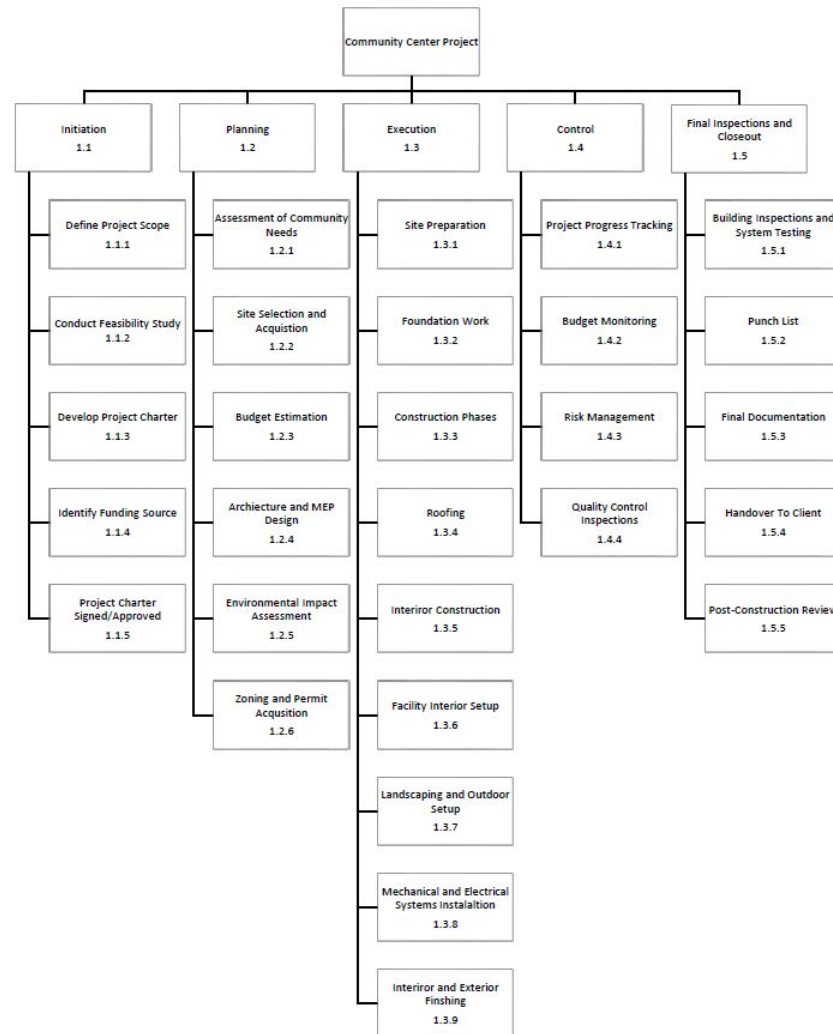 Community Center Project
Initiation
1.1
Planning
1.2
Execution
1.3
Control
1.4
Final Inspections and
Closeout
1.5
Define Project Scope
1.1.1
Conduct Feasibility Study
1.1.2
Develop Project Charter
1.1.3
Identify Funding Source
1.1.4
Project Charter
Signed/Approved
1.1.5
Assessment of Community
Needs
1.2.1
Site Selection and
Acquistion
1.2.2
Budget Estimation
1.2.3
Archiecture and MEP
Design
1.2.4
Environmental Impact
Assessment
1.2.5
Zoning and Permit
Acqusition
1.2.6
Site Preparation
1.3.1
Foundation Work
1.3.2
Construction Phases
1.3.3
Roofing
1.3.4
Interiror Construction
1.3.5
Facility Interior Setup
1.3.6
Landscaping and Outdoor
Setup
1.3.7
Mechanical and Electrical
Systems Instalaltion
1.3.8
Interiror and Exterior
Finshing
1.3.9
Project Progress Tracking
1.4.1
Budget Monitoring
1.4.2
Risk Management
1.4.3
Quality Control
Inspections
1.4.4
Building Inspections and
System Testing
1.5.1
Punch List
1.5.2
Final Documentation
1.5.3
Handover To Client
1.5.4
Post-Construction Review
1.5.5